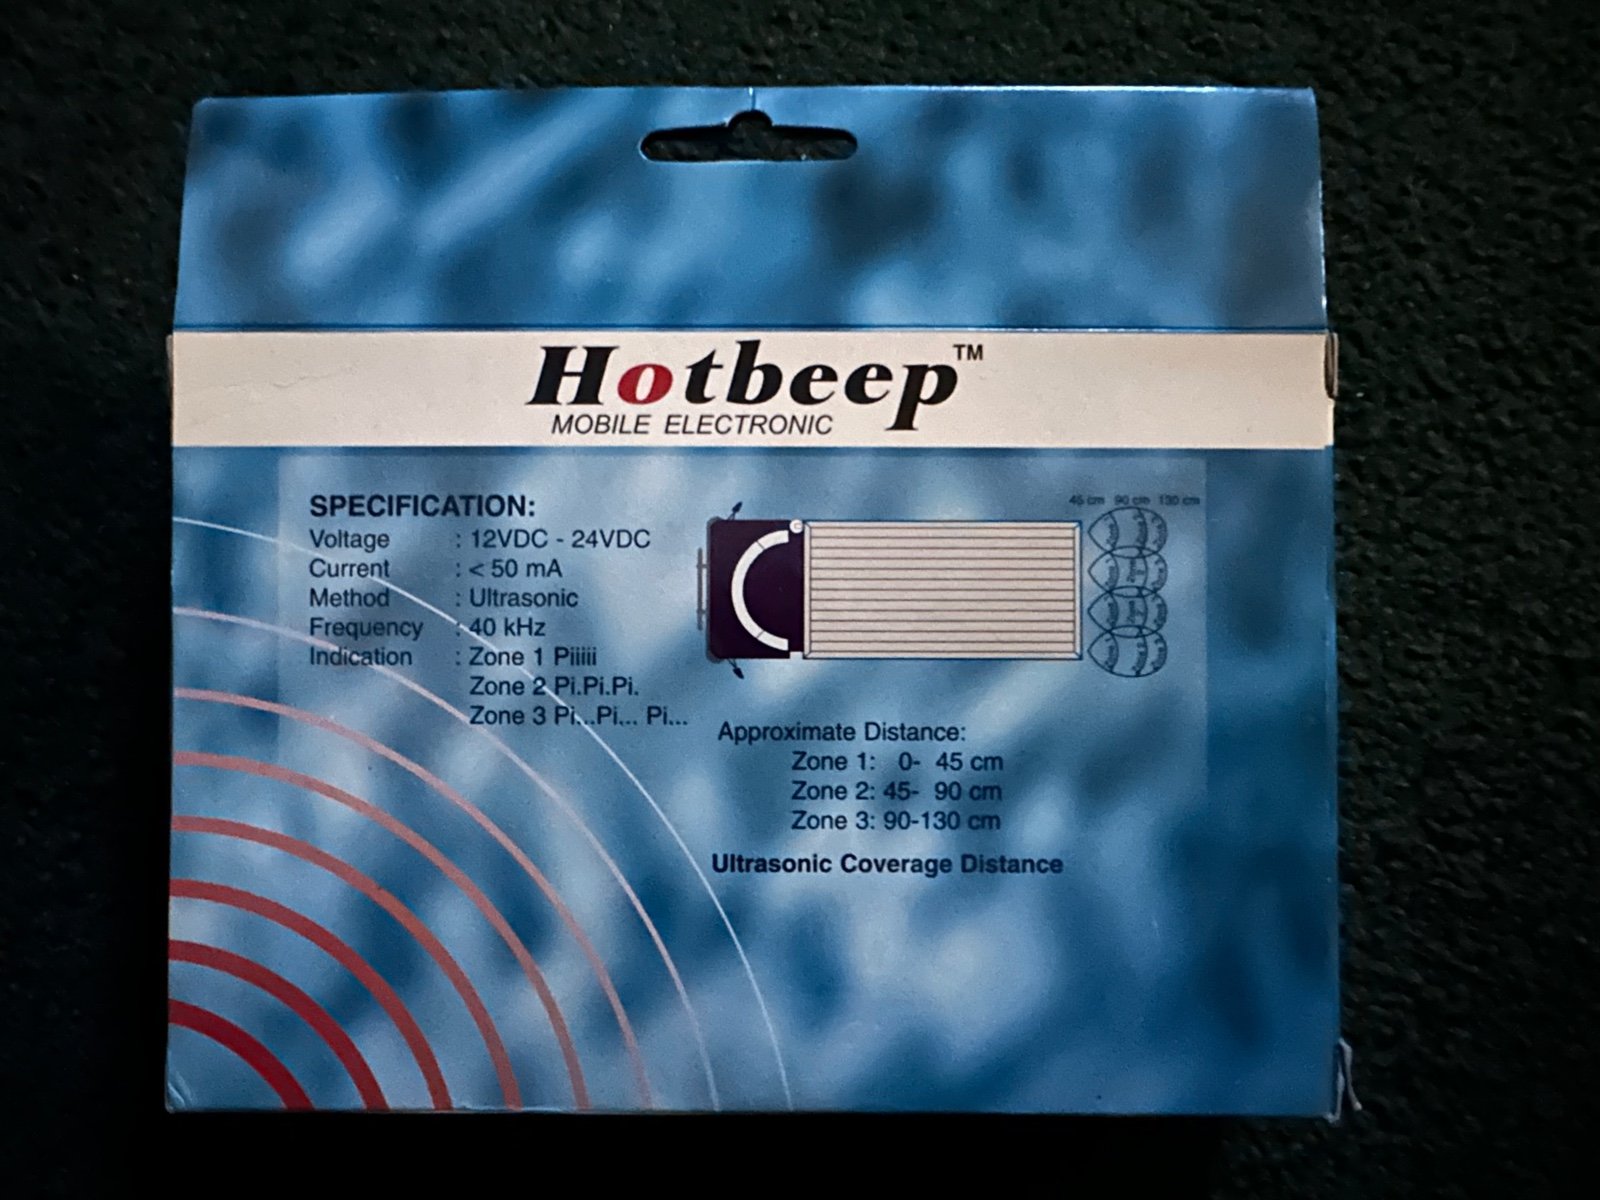 Hotbeep™
MOBILE ELECTRONIC
SPECIFICATION:
Voltage : 12VDC - 24VDC
Current : < 50 mA
Method : Ultrasonic
Frequency : 40 kHz
Indication : Zone 1 Piiiii
Zone 2 Pi.Pi.Pi.
Zone 3 Pi...Pi... Pi...
45 cm 90 cm 130 cm
Approximate Distance:
Zone 1: 0- 45 cm
Zone 2: 45- 90 cm
Zone 3: 90-130 cm
Ultrasonic Coverage Distance